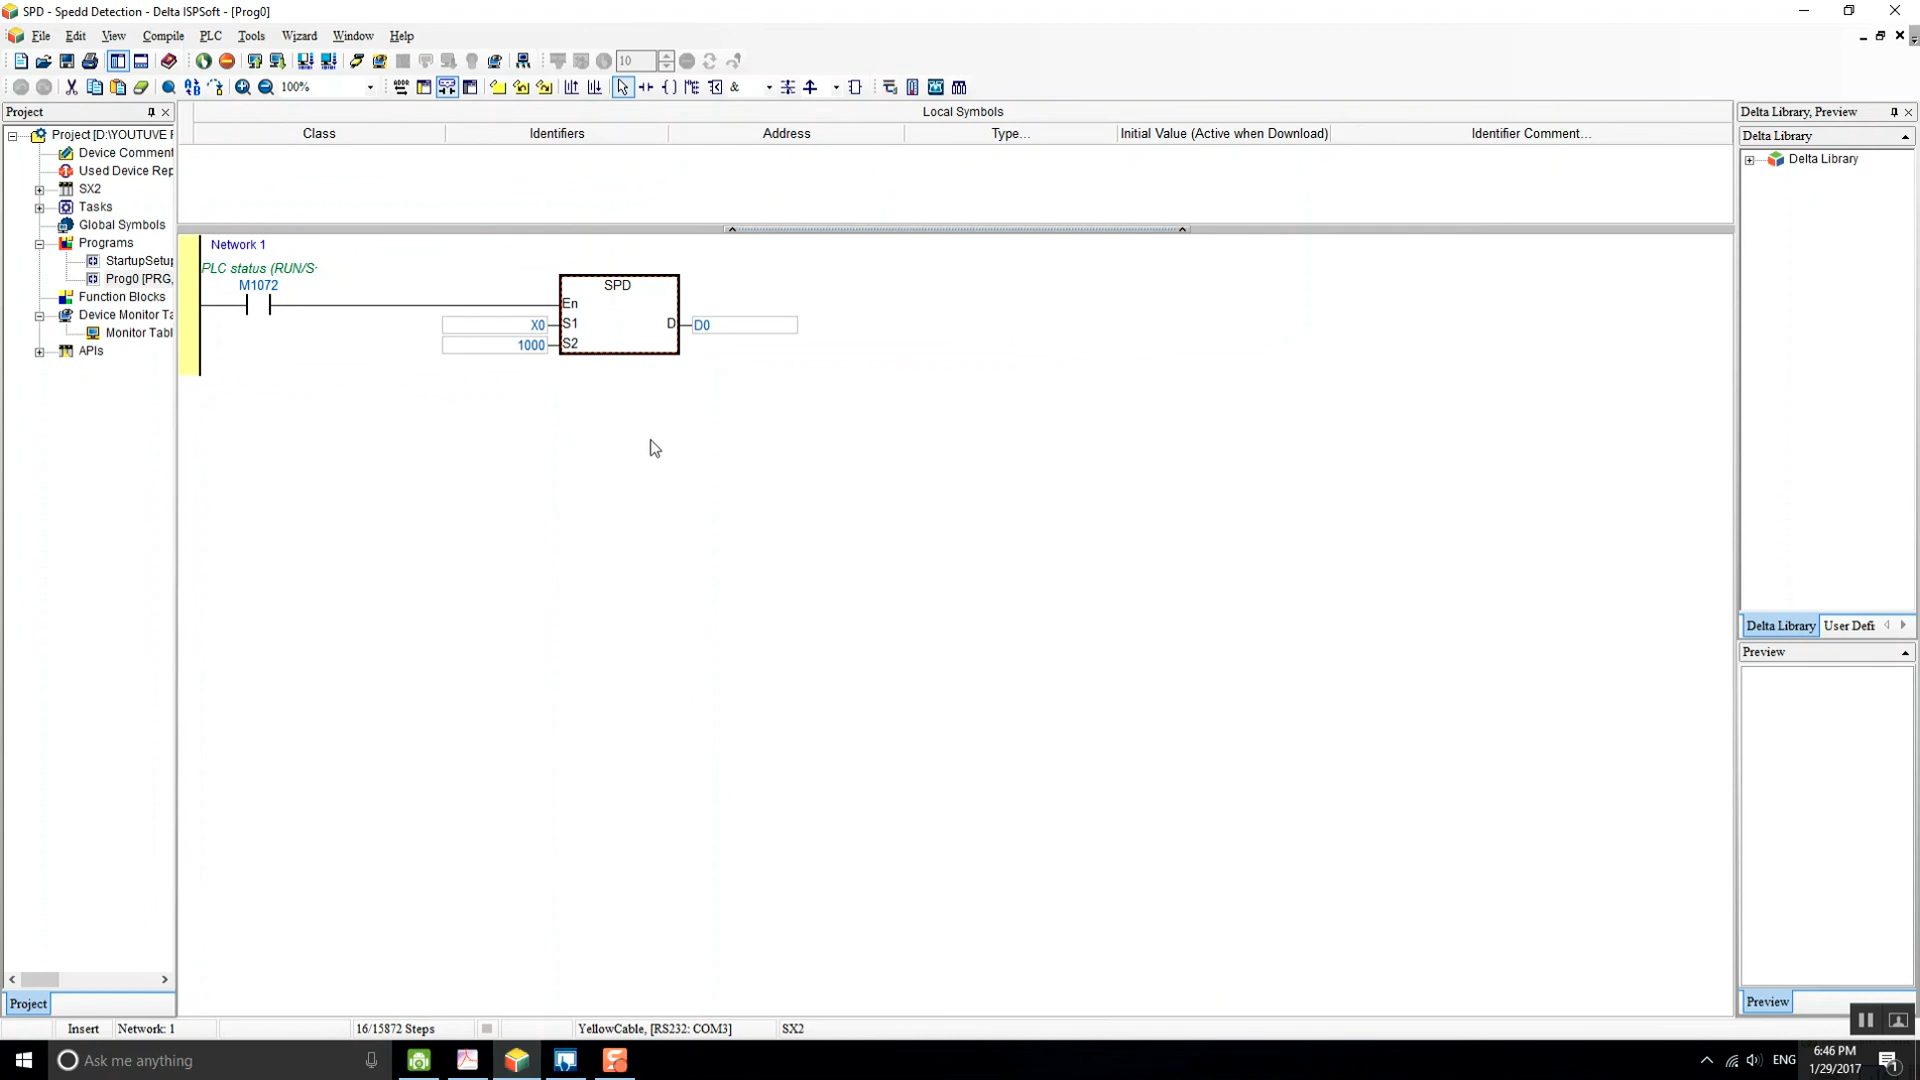 SPD - Spedd Detection - Delta ISPSoft - [Prog0]
File Edit View Compile PLC Tools Wizard Window Help
10
100%
&
Project
Project [D:\YOUTUVE F
Device Comment
Used Device Rep
SX2
Tasks
Global Symbols
Programs
StartupSetup
Prog0 [PRG,
Function Blocks
Device Monitor Ta
Monitor Tabl
APIs
Project
Local Symbols
Class Identifiers Address Type... Initial Value (Active when Download) Identifier Comment...
Network 1
PLC status (RUN/S·
M1072
SPD
En
X0 S1 D D0
1000 S2
Delta Library, Preview
Delta Library
Delta Library
Delta Library User Defi
Preview
Preview
Insert Network: 1 16/15872 Steps YellowCable, [RS232: COM3] SX2
Ask me anything
ENG
6:46 PM
1/29/2017
1